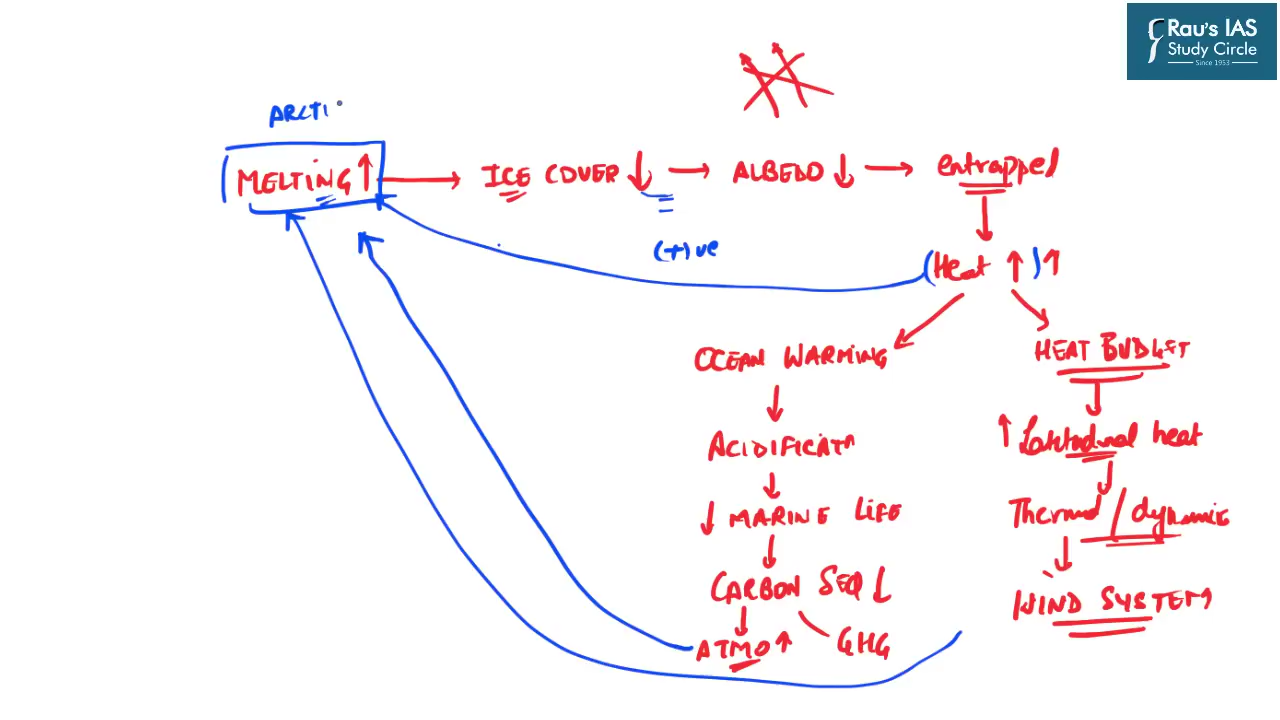 Rau's IAS
Study Circle
Since 1953
ARCTI
MELTING ↑ → ICE COVER ↓ → ALBEDO ↓ → entrapped
(+)ve
(Heat ↑) ↑
OCEAN WARMING
HEAT BUDGET
ACIDIFICATn
↑ Latitudinal heat
↓ MARINE LIFE
Thermal / dynamic
CARBON SEQ ↓
WIND SYSTEM
ATMO ↑
GHG